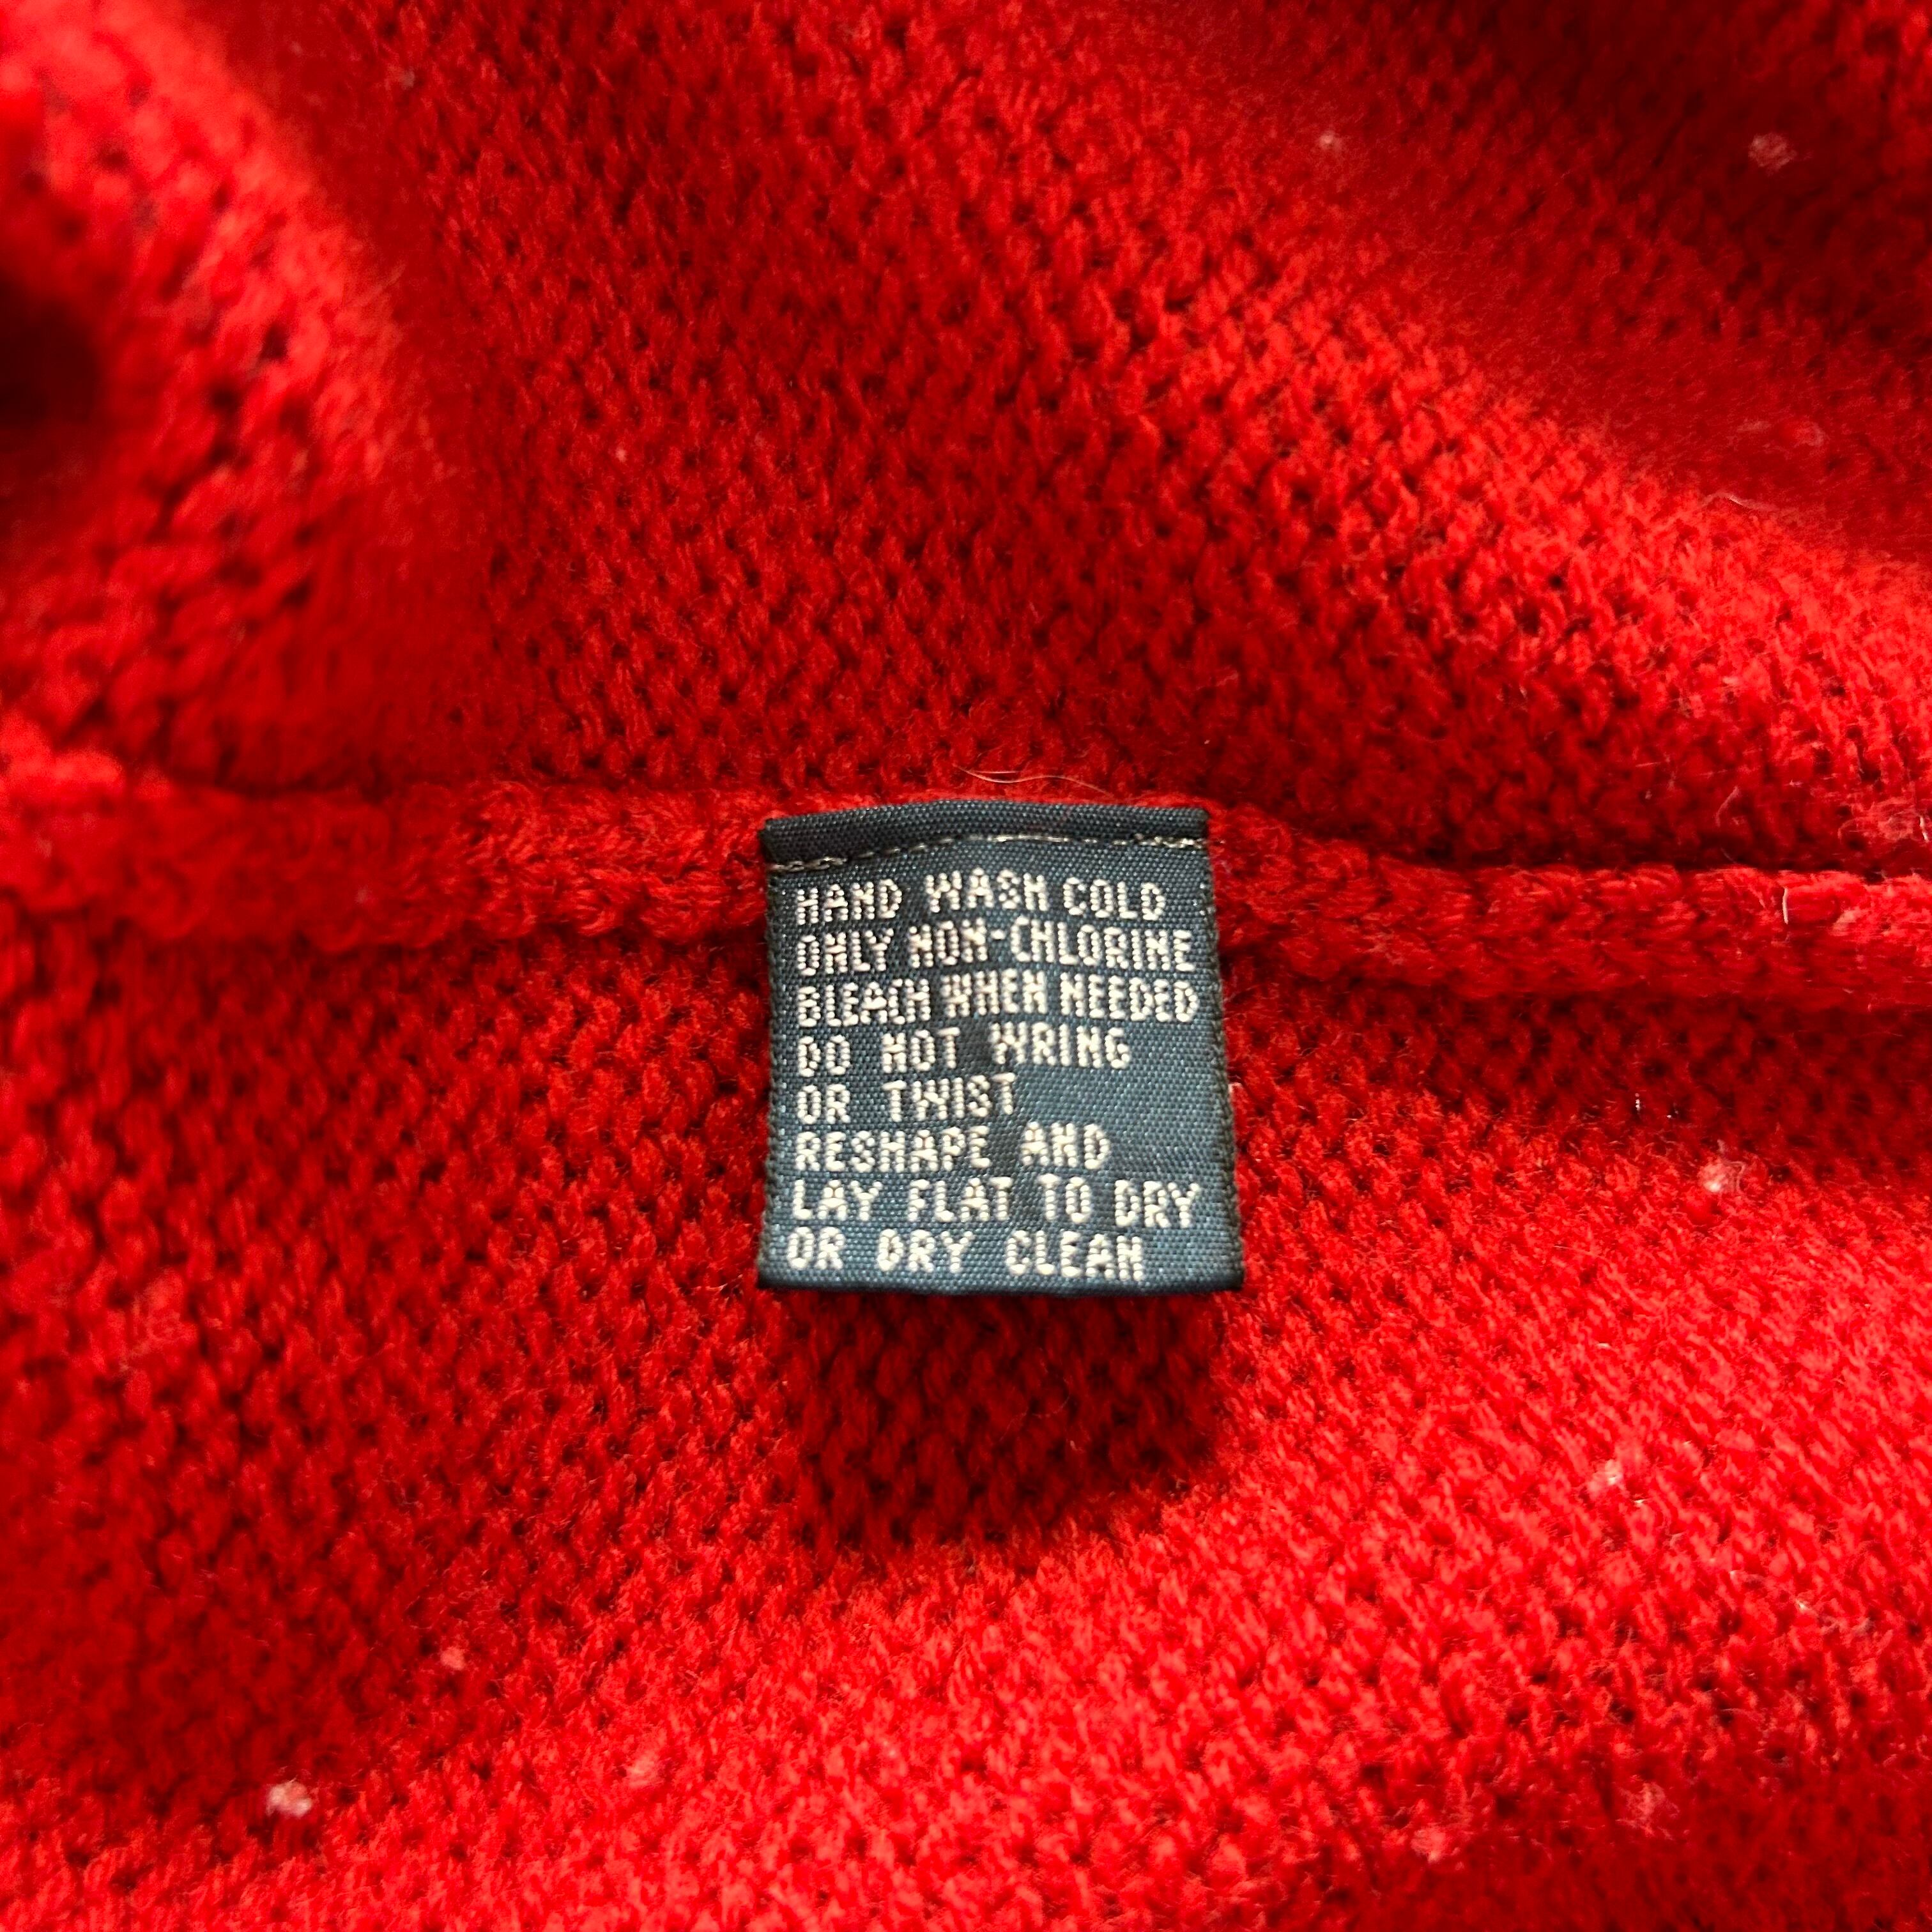 HAND WASH COLD
ONLY NON-CHLORINE
BLEACH WHEN NEEDED
DO NOT WRING
OR TWIST
RESHAPE AND
LAY FLAT TO DRY
OR DRY CLEAN